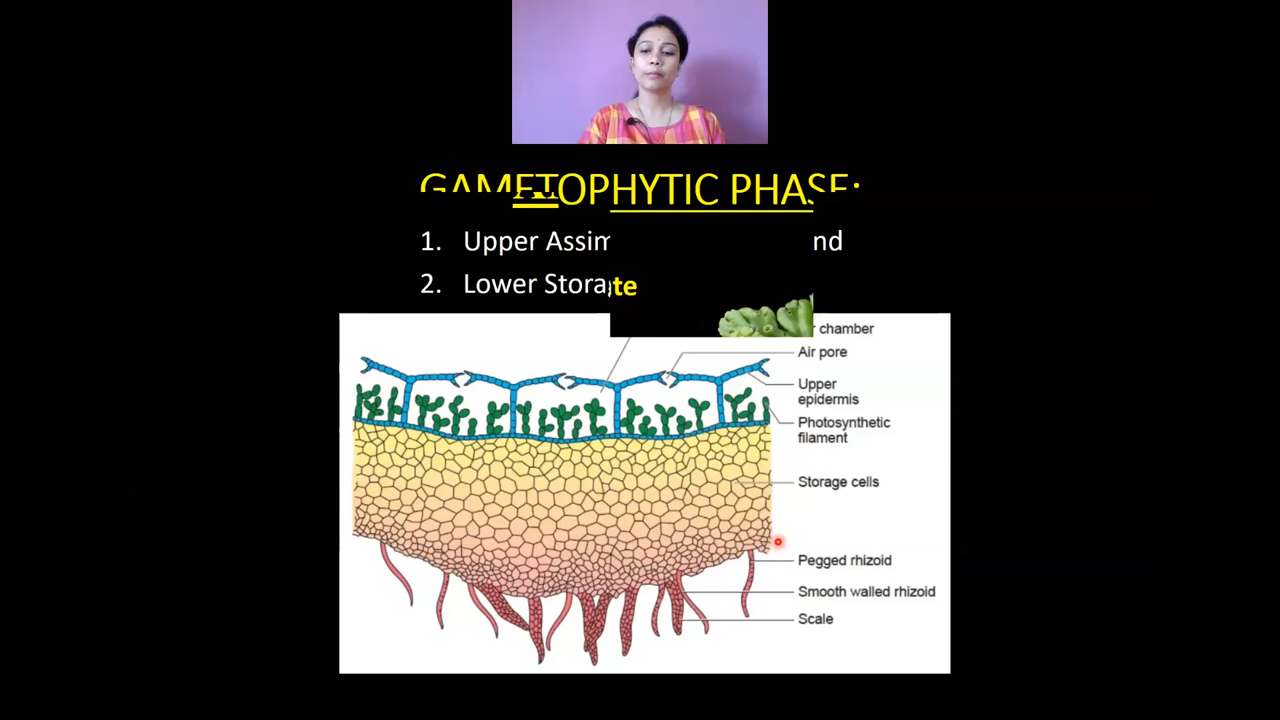 GAMETOPHYTIC PHASE:
1. Upper Assim nd
2. Lower Stora te
r chamber
Air pore
Upper
epidermis
Photosynthetic
filament
Storage cells
Pegged rhizoid
Smooth walled rhizoid
Scale